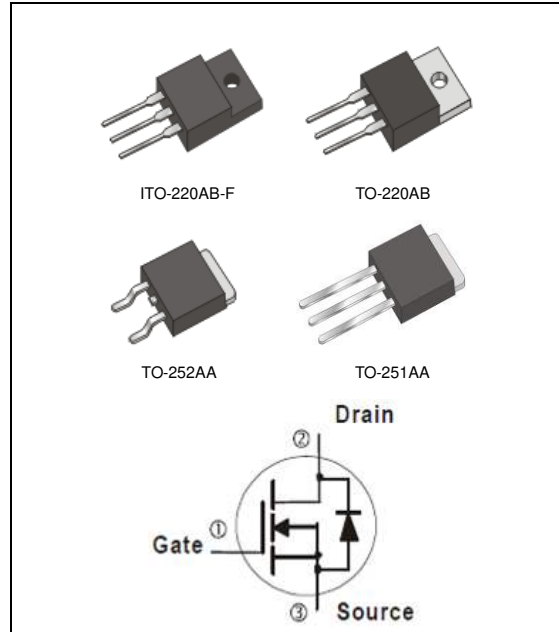 ITO-220AB-F TO-220AB
TO-252AA TO-251AA
Drain
②
①
Gate
③ Source